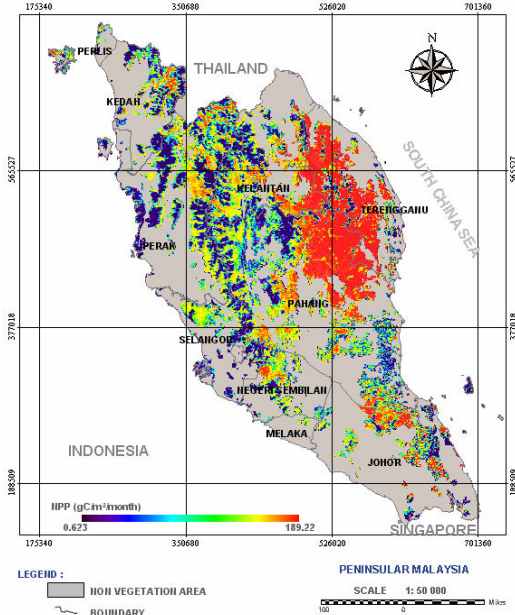 175340 350680 526020 701360
N
PERLIS
THAILAND
KEDAH
565527 565527
SOUTH CHINA SEA
KELANTAN
TERENGGANU
PERAK
PAHANG
377018 377018
SELANGOR
NEGERI SEMBILAN
MELAKA
INDONESIA
JOHOR
188509 188509
NPP (gC/m²/month)
0.623 189.22
SINGAPORE
175340 350680 526020 701360
LEGEND :
NON VEGETATION AREA
BOUNDARY
PENINSULAR MALAYSIA
SCALE 1: 50 000
100 0 Miles